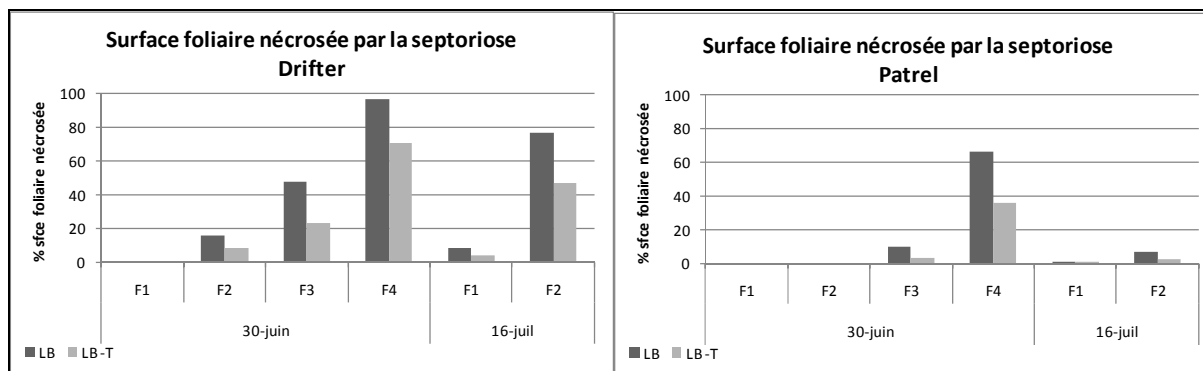 Surface foliaire nécrosée par la septoriose
Drifter
% sfce foliaire nécrosée
100
80
60
40
20
0
F1 F2 F3 F4 F1 F2
30-juin 16-juil
LB LB-T
Surface foliaire nécrosée par la septoriose
Patrel
% sfce foliaire nécrosée
100
80
60
40
20
0
F1 F2 F3 F4 F1 F2
30-juin 16-juil
LB LB-T